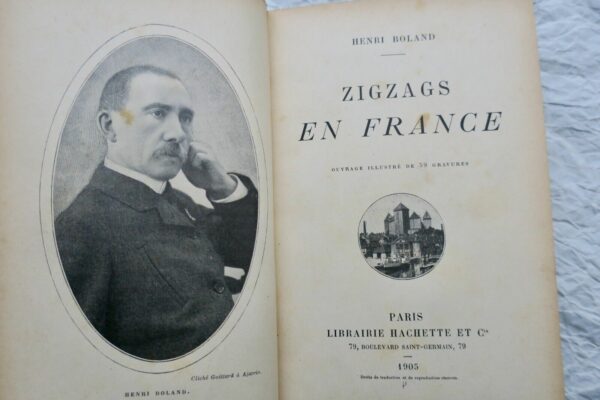 Cliché Guittard à Ajaccio.
HENRI BOLAND.
HENRI BOLAND
ZIGZAGS
EN FRANCE
OUVRAGE ILLUSTRÉ DE 59 GRAVURES
PARIS
LIBRAIRIE HACHETTE ET Cie
79, BOULEVARD SAINT-GERMAIN, 79
1905
Droits de traduction et de reproduction réservés.